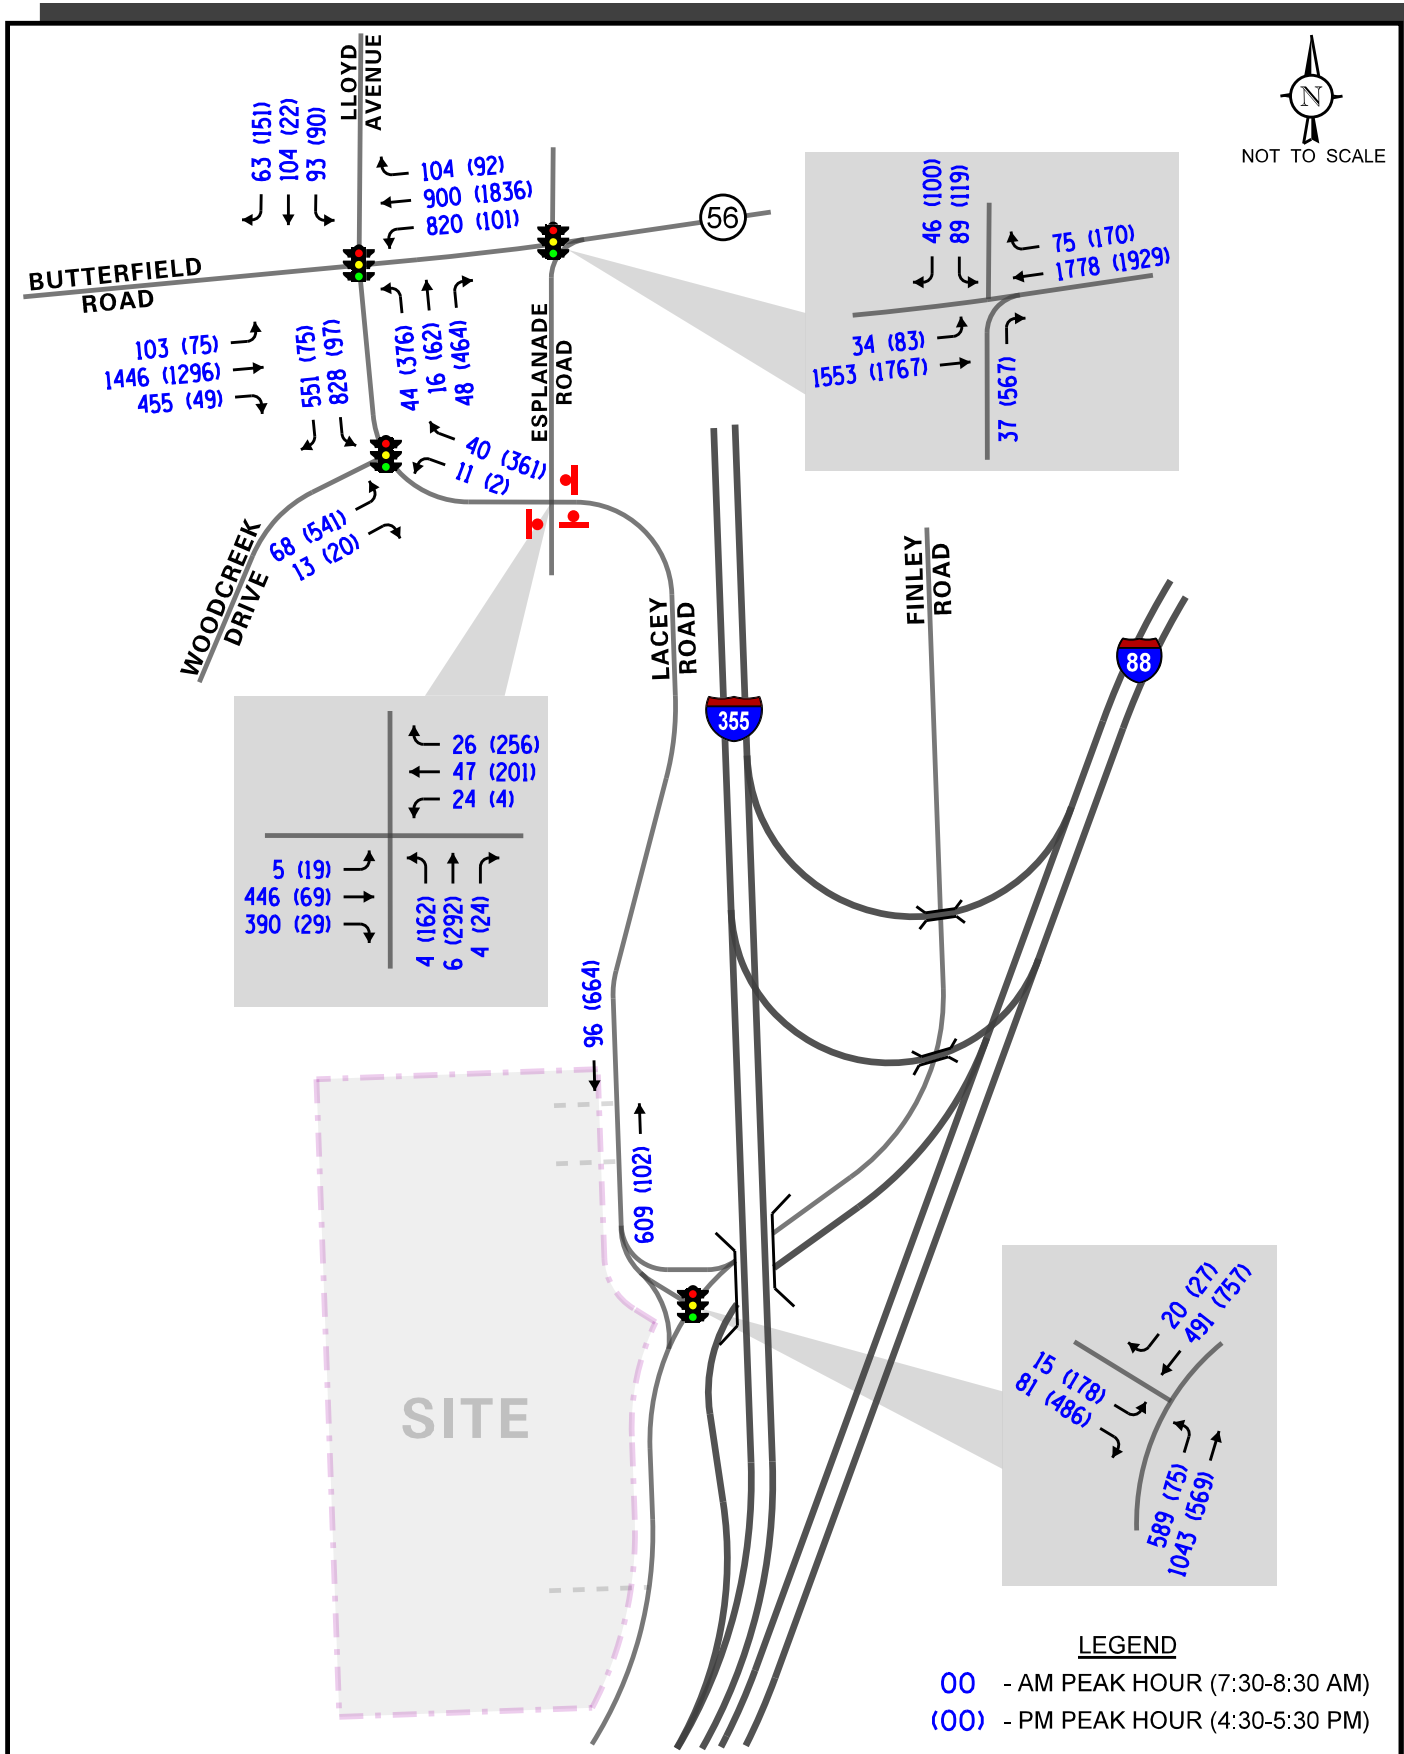 LLOYD
AVENUE
N
NOT TO SCALE
63 (151)
104 (22)
93 (90)
104 (92)
900 (1836)
820 (101)
56
BUTTERFIELD
ROAD
46 (100)
89 (119)
75 (170)
1778 (1929)
34 (83)
1553 (1767)
37 (567)
103 (75)
1446 (1296)
455 (49)
551 (75)
828 (97)
44 (376)
16 (62)
48 (464)
ESPLANADE
ROAD
40 (361)
11 (2)
68 (541)
13 (20)
WOODCREEK
DRIVE
LACEY
ROAD
FINLEY
ROAD
88
355
26 (256)
47 (201)
24 (4)
5 (19)
446 (69)
390 (29)
4 (162)
6 (292)
4 (24)
96 (664)
609 (102)
20 (27)
491 (757)
15 (178)
81 (486)
589 (75)
1043 (569)
SITE
LEGEND
00 - AM PEAK HOUR (7:30-8:30 AM)
(00) - PM PEAK HOUR (4:30-5:30 PM)